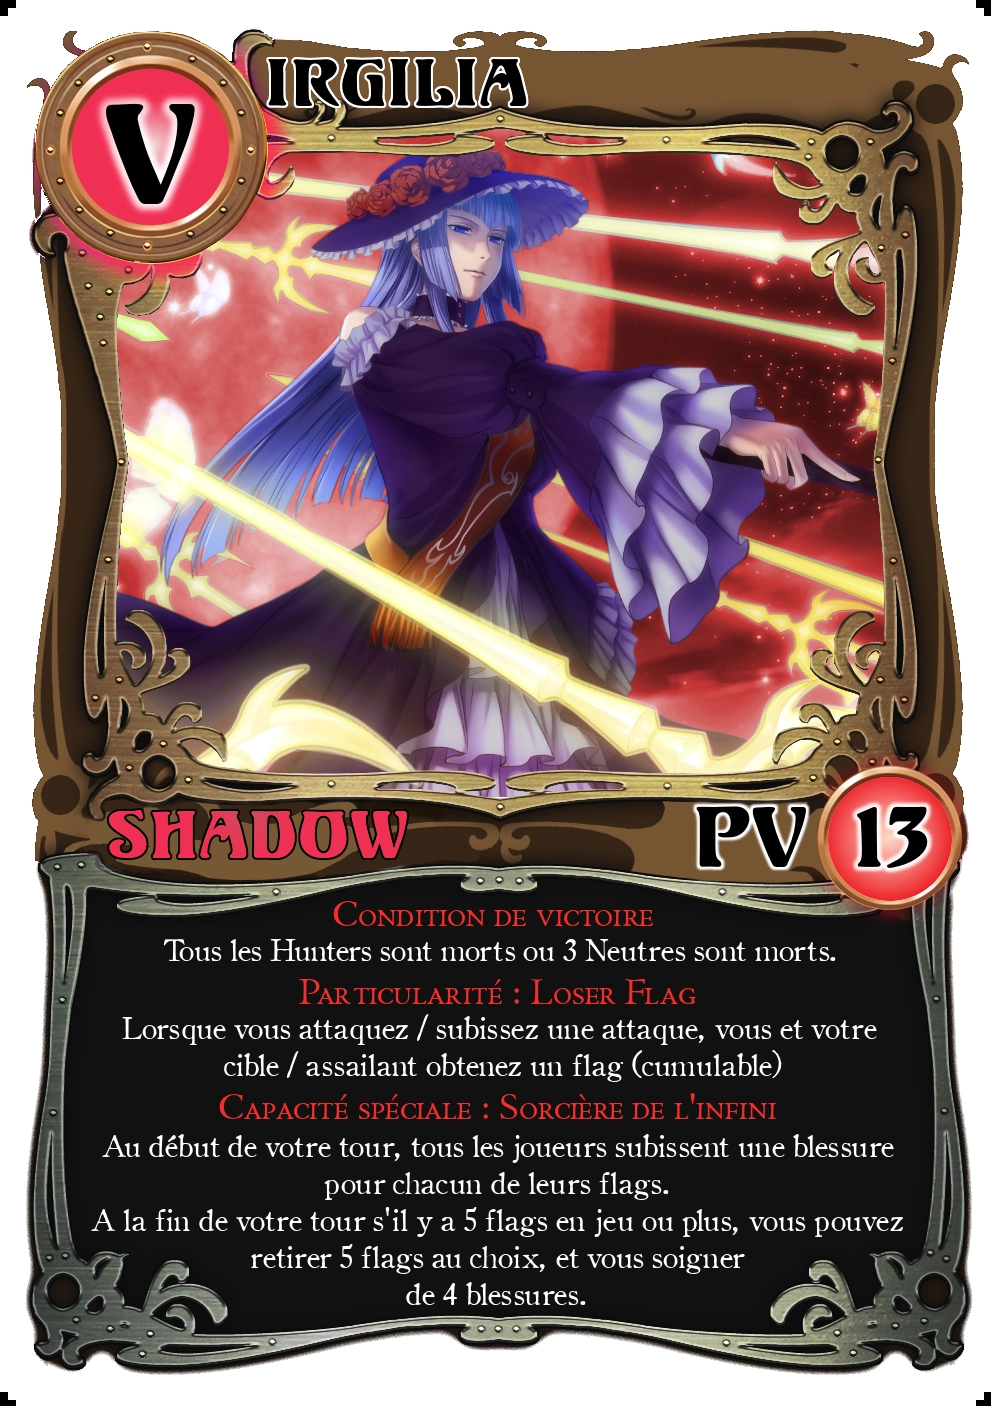 VIRGILIA
SHADOW
PV 13
CONDITION DE VICTOIRE
Tous les Hunters sont morts ou 3 Neutres sont morts.
PARTICULARITÉ : LOSER FLAG
Lorsque vous attaquez / subissez une attaque, vous et votre
cible / assailant obtenez un flag (cumulable)
CAPACITÉ SPÉCIALE : SORCIÈRE DE L'INFINI
Au début de votre tour, tous les joueurs subissent une blessure
pour chacun de leurs flags.
A la fin de votre tour s'il y a 5 flags en jeu ou plus, vous pouvez
retirer 5 flags au choix, et vous soigner
de 4 blessures.